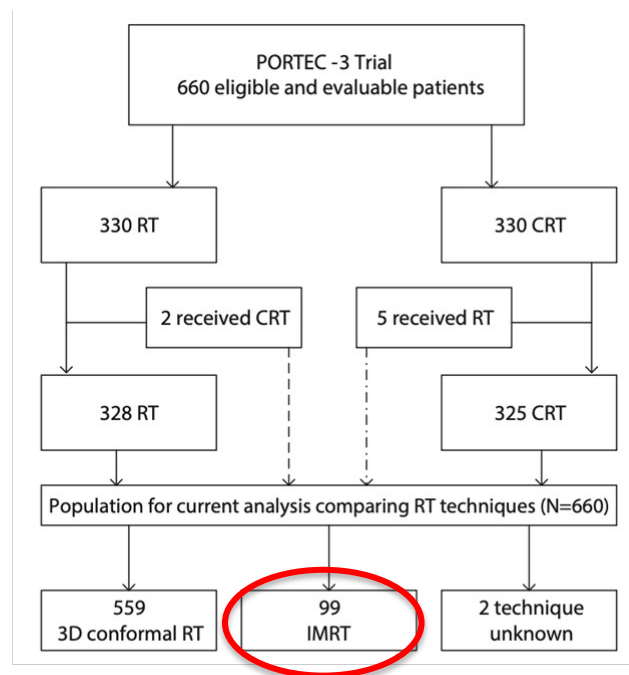 PORTEC -3 Trial
660 eligible and evaluable patients
330 RT
330 CRT
2 received CRT
5 received RT
328 RT
325 CRT
Population for current analysis comparing RT techniques (N=660)
559
3D conformal RT
99
IMRT
2 technique
unknown